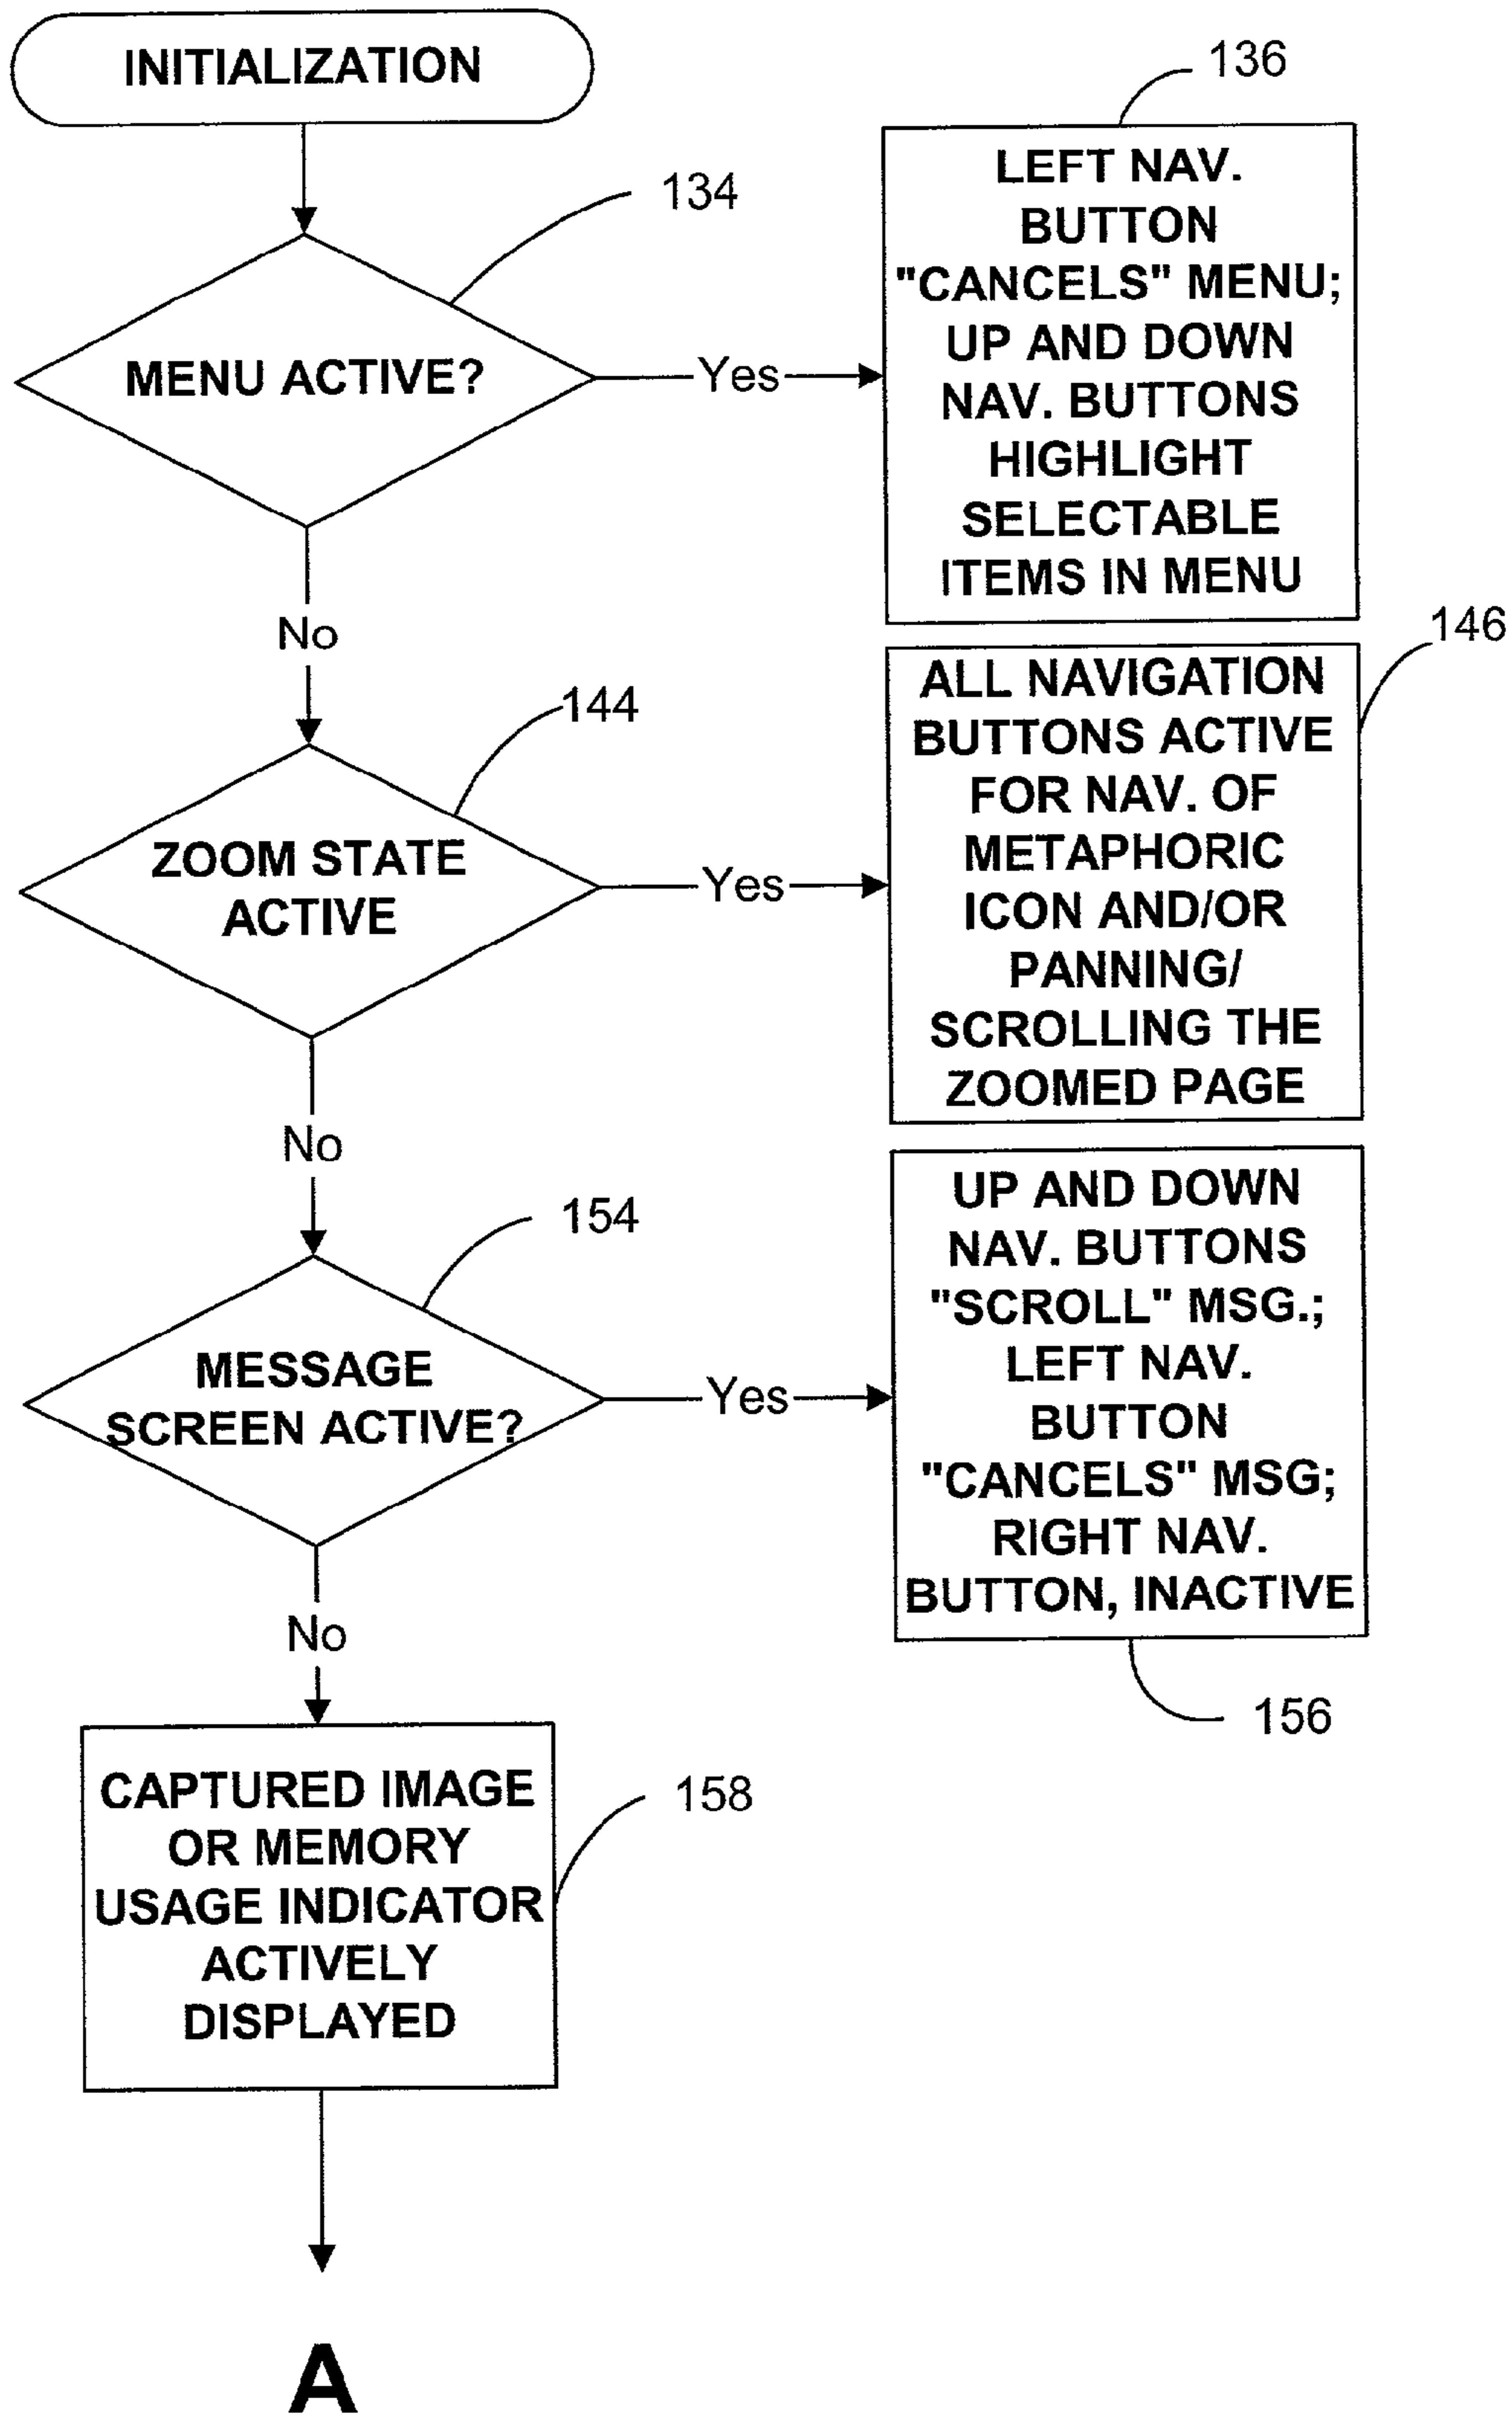 INITIALIZATION
136
LEFT NAV.
BUTTON
"CANCELS" MENU;
UP AND DOWN
NAV. BUTTONS
HIGHLIGHT
SELECTABLE
ITEMS IN MENU
134
MENU ACTIVE?
Yes
No
146
ALL NAVIGATION
BUTTONS ACTIVE
FOR NAV. OF
METAPHORIC
ICON AND/OR
PANNING/
SCROLLING THE
ZOOMED PAGE
144
ZOOM STATE
ACTIVE
Yes
No
154
MESSAGE
SCREEN ACTIVE?
Yes
UP AND DOWN
NAV. BUTTONS
"SCROLL" MSG.;
LEFT NAV.
BUTTON
"CANCELS" MSG;
RIGHT NAV.
BUTTON, INACTIVE
156
No
158
CAPTURED IMAGE
OR MEMORY
USAGE INDICATOR
ACTIVELY
DISPLAYED
A